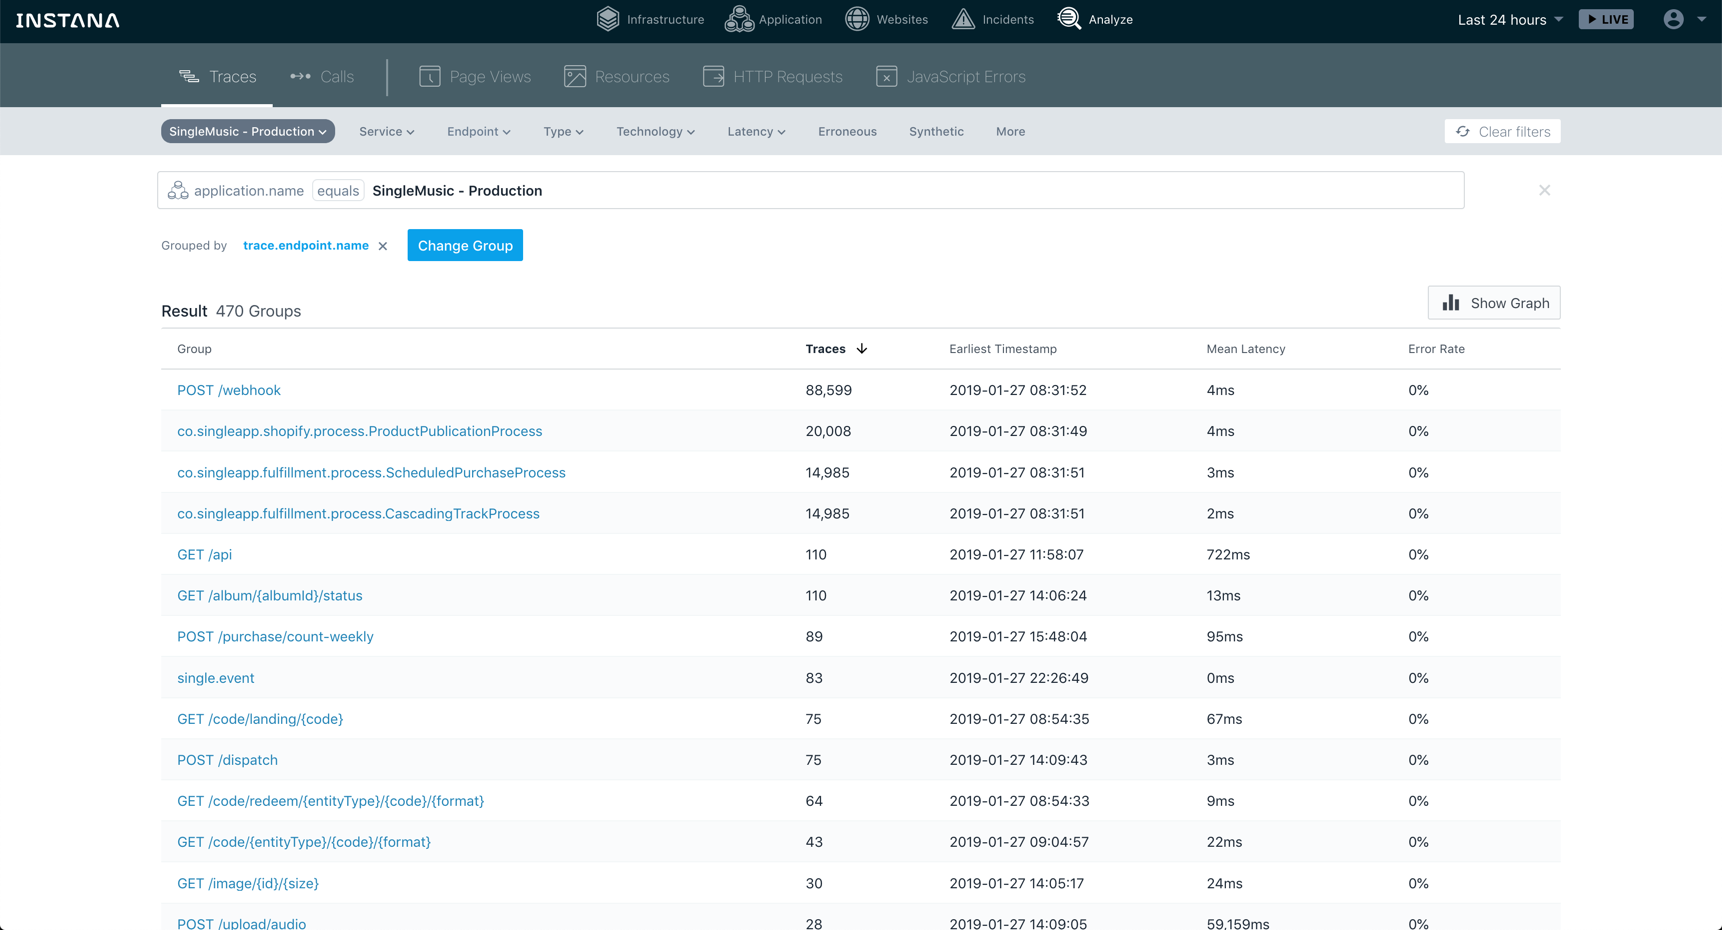 INSTANA Infrastructure Application Websites Incidents Analyze Last 24 hours LIVE
Traces Calls Page Views Resources HTTP Requests JavaScript Errors
SingleMusic - Production Service Endpoint Type Technology Latency Erroneous Synthetic More Clear filters
application.name equals SingleMusic - Production
Grouped by trace.endpoint.name Change Group
Result 470 Groups Show Graph
Group Traces Earliest Timestamp Mean Latency Error Rate
POST /webhook 88,599 2019-01-27 08:31:52 4ms 0%
co.singleapp.shopify.process.ProductPublicationProcess 20,008 2019-01-27 08:31:49 4ms 0%
co.singleapp.fulfillment.process.ScheduledPurchaseProcess 14,985 2019-01-27 08:31:51 3ms 0%
co.singleapp.fulfillment.process.CascadingTrackProcess 14,985 2019-01-27 08:31:51 2ms 0%
GET /api 110 2019-01-27 11:58:07 722ms 0%
GET /album/{albumId}/status 110 2019-01-27 14:06:24 13ms 0%
POST /purchase/count-weekly 89 2019-01-27 15:48:04 95ms 0%
single.event 83 2019-01-27 22:26:49 0ms 0%
GET /code/landing/{code} 75 2019-01-27 08:54:35 67ms 0%
POST /dispatch 75 2019-01-27 14:09:43 3ms 0%
GET /code/redeem/{entityType}/{code}/{format} 64 2019-01-27 08:54:33 9ms 0%
GET /code/{entityType}/{code}/{format} 43 2019-01-27 09:04:57 22ms 0%
GET /image/{id}/{size} 30 2019-01-27 14:05:17 24ms 0%
POST /upload/audio 28 2019-01-27 14:09:05 59,159ms 0%